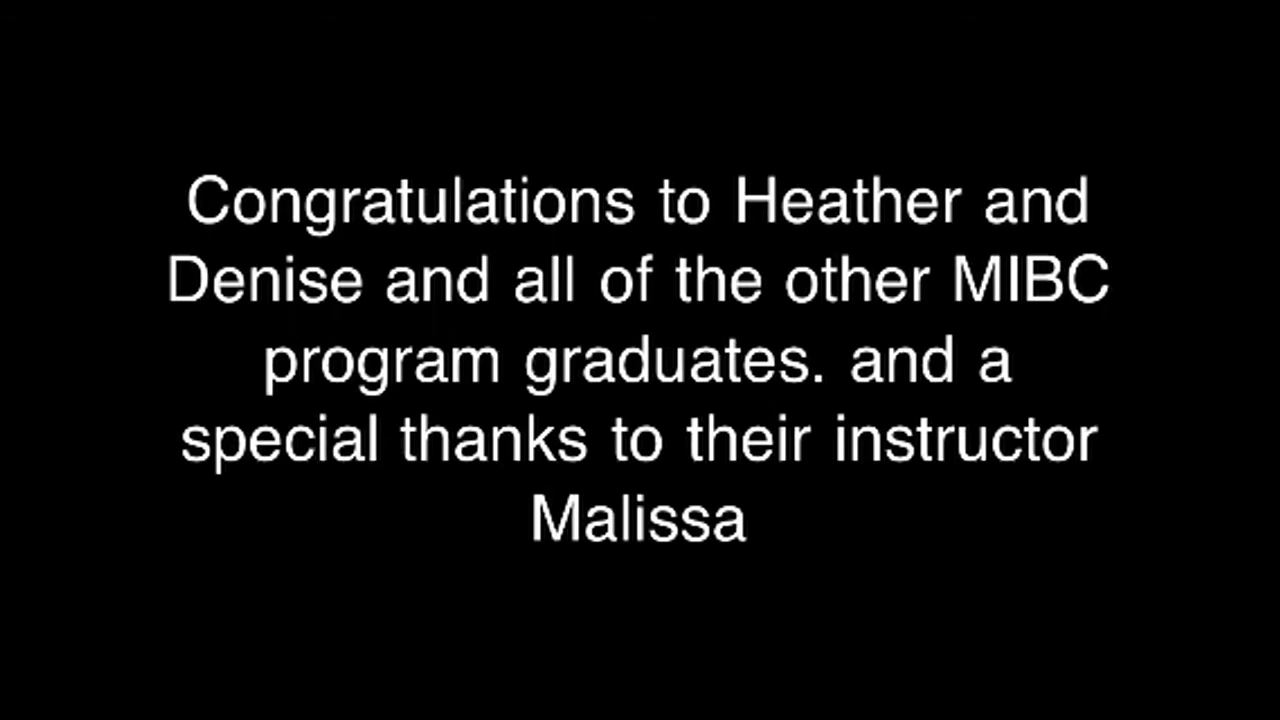 Congratulations to Heather and
Denise and all of the other MIBC
program graduates. and a
special thanks to their instructor
Malissa